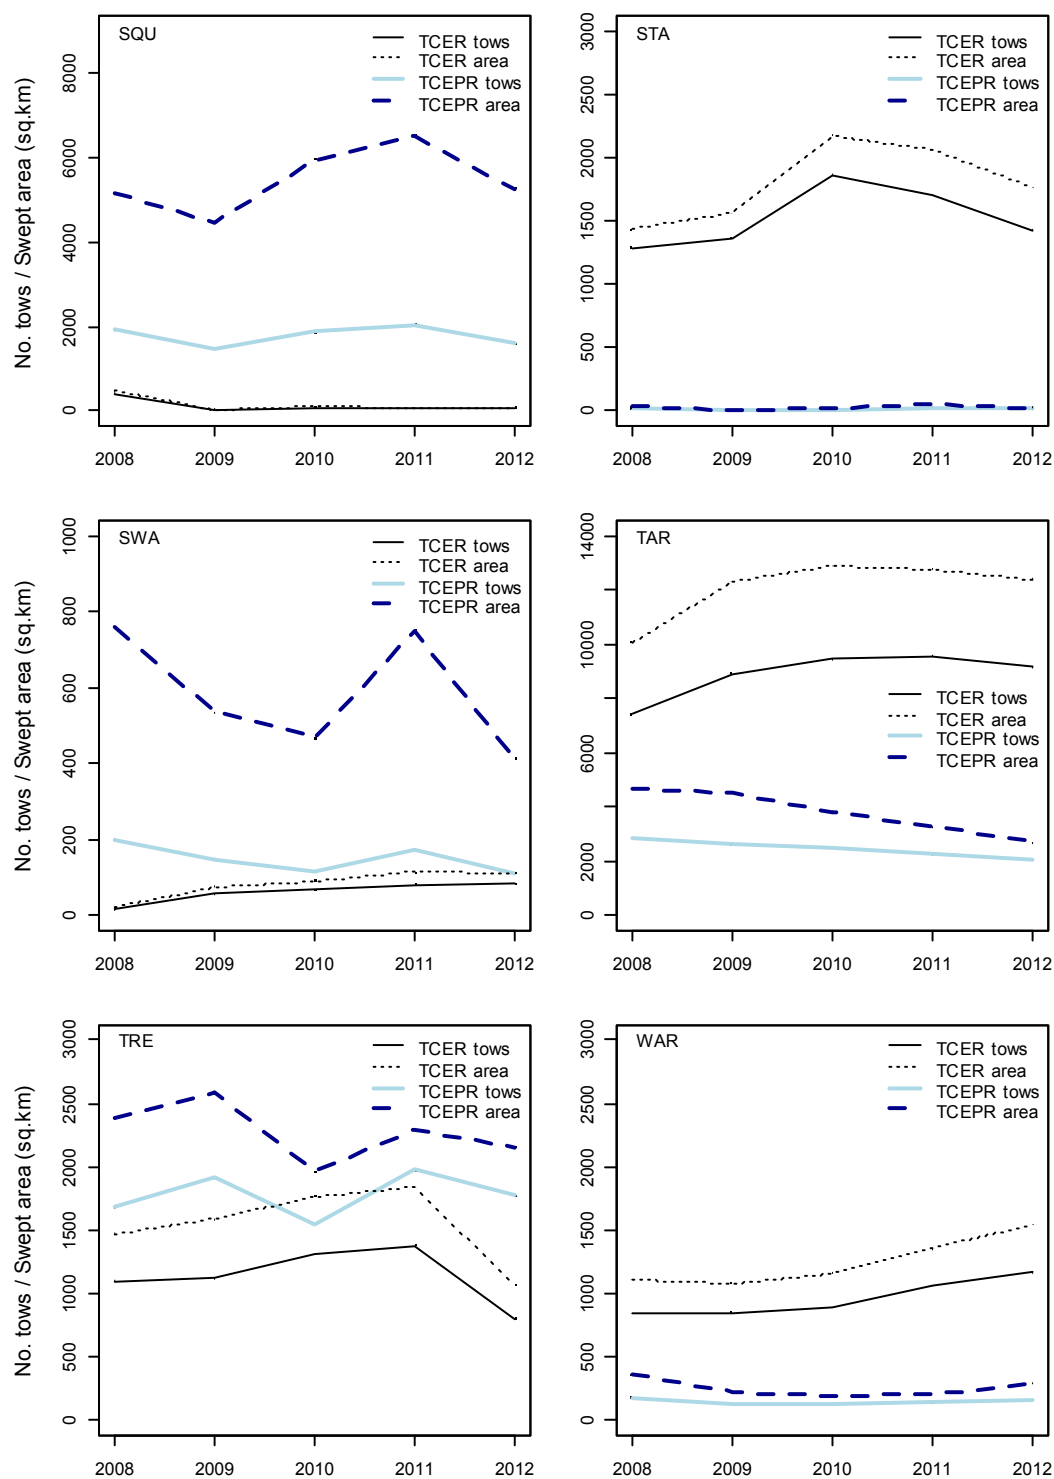 SQU
TCER tows
TCER area
TCEPR tows
TCEPR area
No. tows / Swept area (sq.km)
8000
6000
4000
2000
0
2008 2009 2010 2011 2012
STA
TCER tows
TCER area
TCEPR tows
TCEPR area
3000
2500
2000
1500
1000
500
0
2008 2009 2010 2011 2012
SWA
TCER tows
TCER area
TCEPR tows
TCEPR area
No. tows / Swept area (sq.km)
1000
800
600
400
200
0
2008 2009 2010 2011 2012
TAR
TCER tows
TCER area
TCEPR tows
TCEPR area
14000
10000
6000
2000
0
2008 2009 2010 2011 2012
TRE
TCER tows
TCER area
TCEPR tows
TCEPR area
No. tows / Swept area (sq.km)
3000
2500
2000
1500
1000
500
0
2008 2009 2010 2011 2012
WAR
TCER tows
TCER area
TCEPR tows
TCEPR area
3000
2500
2000
1500
1000
500
0
2008 2009 2010 2011 2012